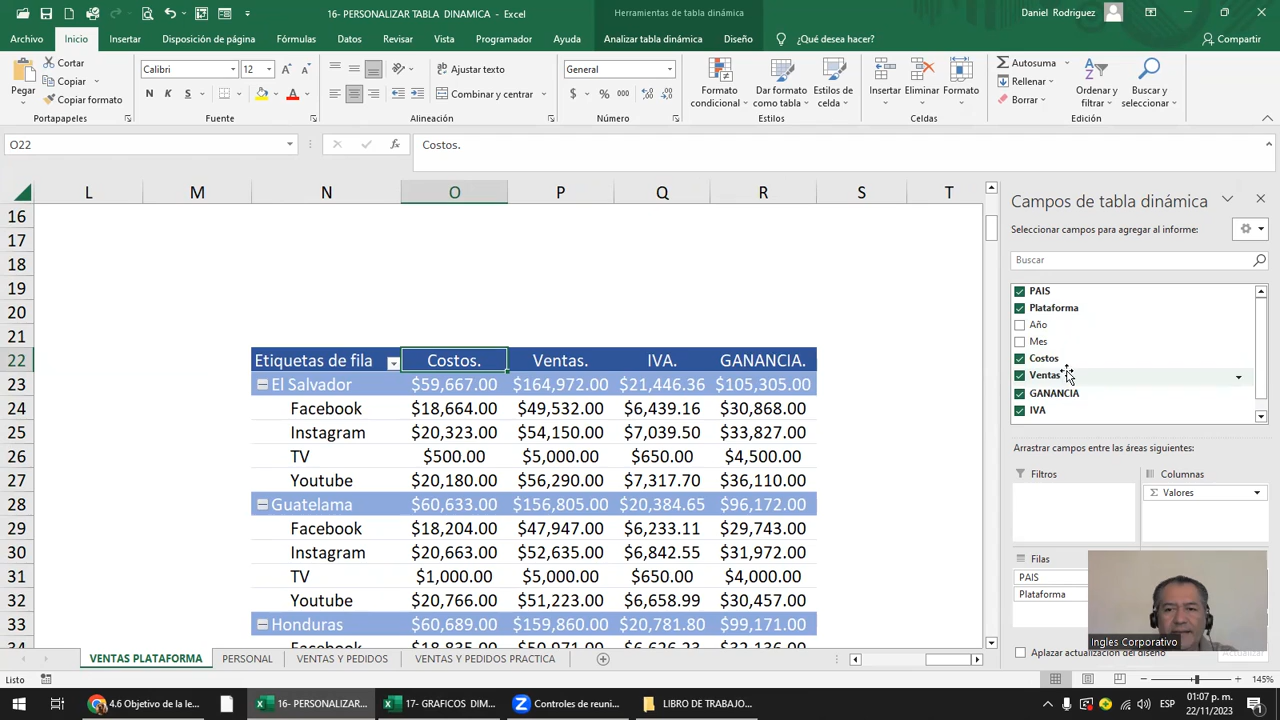 16- PERSONALIZAR TABLA DINAMICA - Excel
Herramientas de tabla dinámica
Daniel Rodriguez
Archivo Inicio Insertar Disposición de página Fórmulas Datos Revisar Vista Programador Ayuda Analizar tabla dinámica Diseño ¿Qué desea hacer? Compartir
Pegar
Cortar
Copiar
Copiar formato
Portapapeles
Calibri 12
N K S
Fuente
Ajustar texto
Combinar y centrar
Alineación
General
$ % 000
Número
Formato condicional
Dar formato como tabla
Estilos de celda
Estilos
Insertar Eliminar Formato
Celdas
Autosuma
Rellenar
Borrar
Ordenar y filtrar
Buscar y seleccionar
Edición
O22 fx Costos.
L M N O P Q R S T
16
17
18
19
20
21
22 Etiquetas de fila Costos. Ventas. IVA. GANANCIA.
23 El Salvador $59,667.00 $164,972.00 $21,446.36 $105,305.00
24 Facebook $18,664.00 $49,532.00 $6,439.16 $30,868.00
25 Instagram $20,323.00 $54,150.00 $7,039.50 $33,827.00
26 TV $500.00 $5,000.00 $650.00 $4,500.00
27 Youtube $20,180.00 $56,290.00 $7,317.70 $36,110.00
28 Guatelama $60,633.00 $156,805.00 $20,384.65 $96,172.00
29 Facebook $18,204.00 $47,947.00 $6,233.11 $29,743.00
30 Instagram $20,663.00 $52,635.00 $6,842.55 $31,972.00
31 TV $1,000.00 $5,000.00 $650.00 $4,000.00
32 Youtube $20,766.00 $51,223.00 $6,658.99 $30,457.00
33 Honduras $60,689.00 $159,860.00 $20,781.80 $99,171.00
Campos de tabla dinámica
Seleccionar campos para agregar al informe:
Buscar
PAIS
Plataforma
Año
Mes
Costos
Ventas
GANANCIA
IVA
Arrastrar campos entre las áreas siguientes:
Filtros
Columnas
Σ Valores
Filas
PAIS
Plataforma
Ingles Corporativo
Aplazar actualización del diseño
VENTAS PLATAFORMA PERSONAL VENTAS Y PEDIDOS VENTAS Y PEDIDOS PRACTICA
Listo
145%
4.6 Objetivo de la le...
16- PERSONALIZAR...
17- GRAFICOS DIM...
Controles de reuni...
LIBRO DE TRABAJO...
ESP
01:07 p. m.
22/11/2023